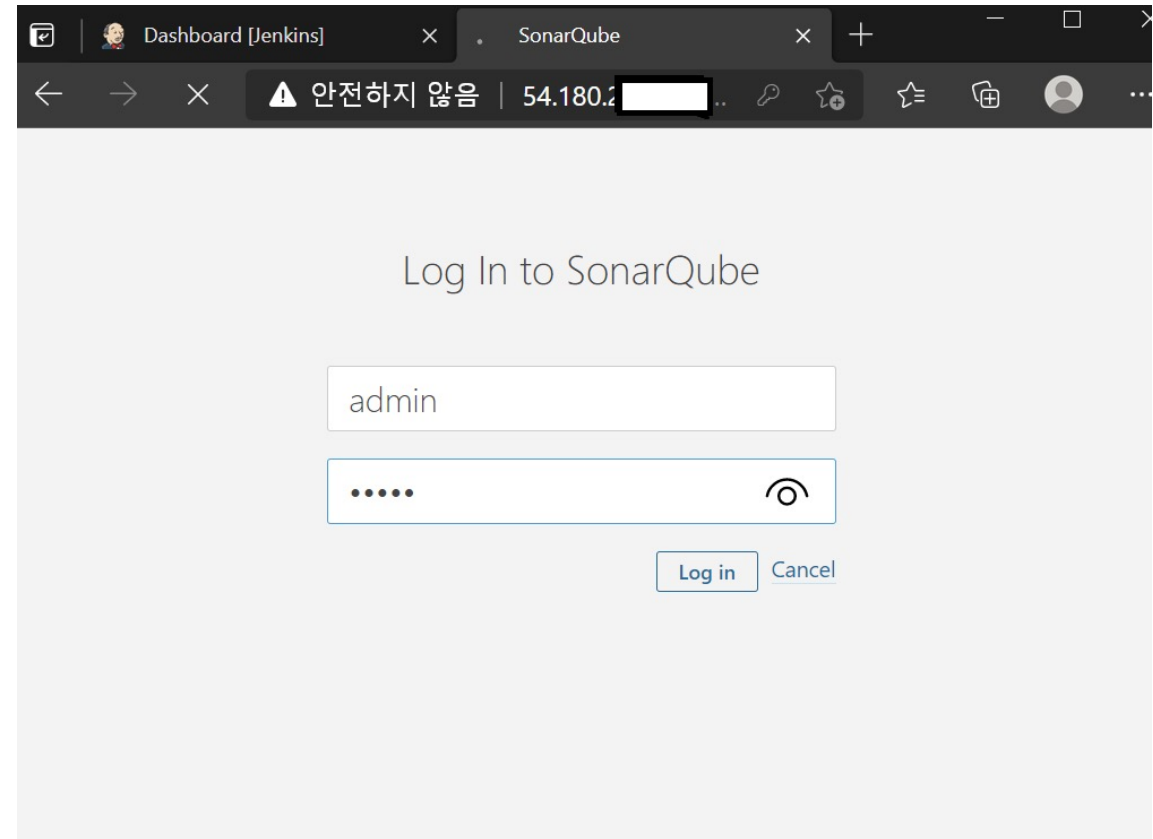 Dashboard [Jenkins]
SonarQube
안전하지 않음 54.180.2
Log In to SonarQube
admin
•••••
Log in Cancel